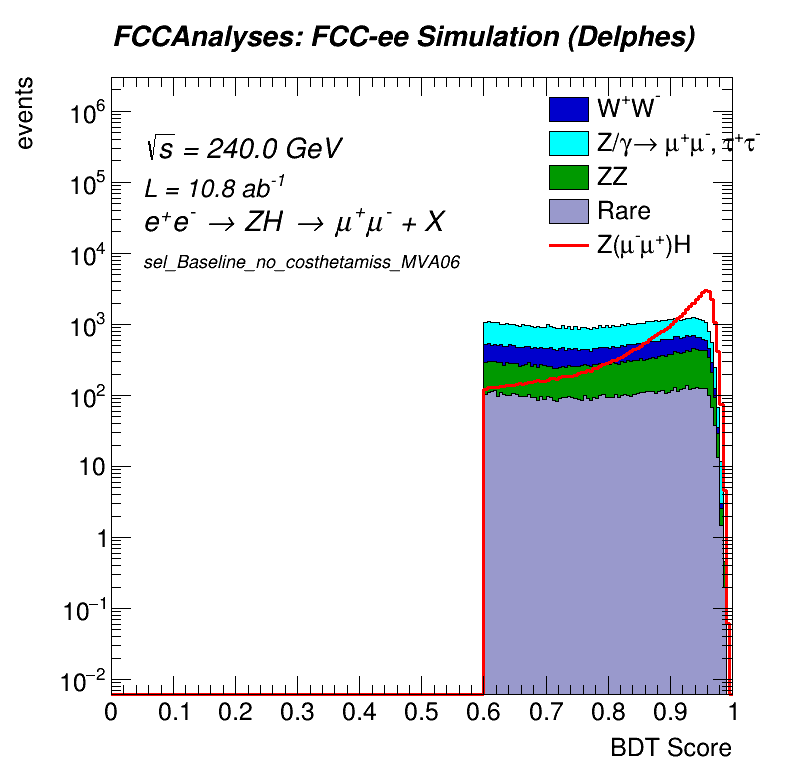 FCCAnalyses: FCC-ee Simulation (Delphes)
events
10⁶
10⁵
10⁴
10³
10²
10
1
10⁻¹
10⁻²
√s = 240.0 GeV
L = 10.8 ab⁻¹
e⁺e⁻ → ZH → μ⁺μ⁻ + X
sel_Baseline_no_costhetamiss_MVA06
W⁺W⁻
Z/γ→ μ⁺μ⁻, τ⁺τ⁻
ZZ
Rare
Z(μ⁻μ⁺)H
0 0.1 0.2 0.3 0.4 0.5 0.6 0.7 0.8 0.9 1
BDT Score